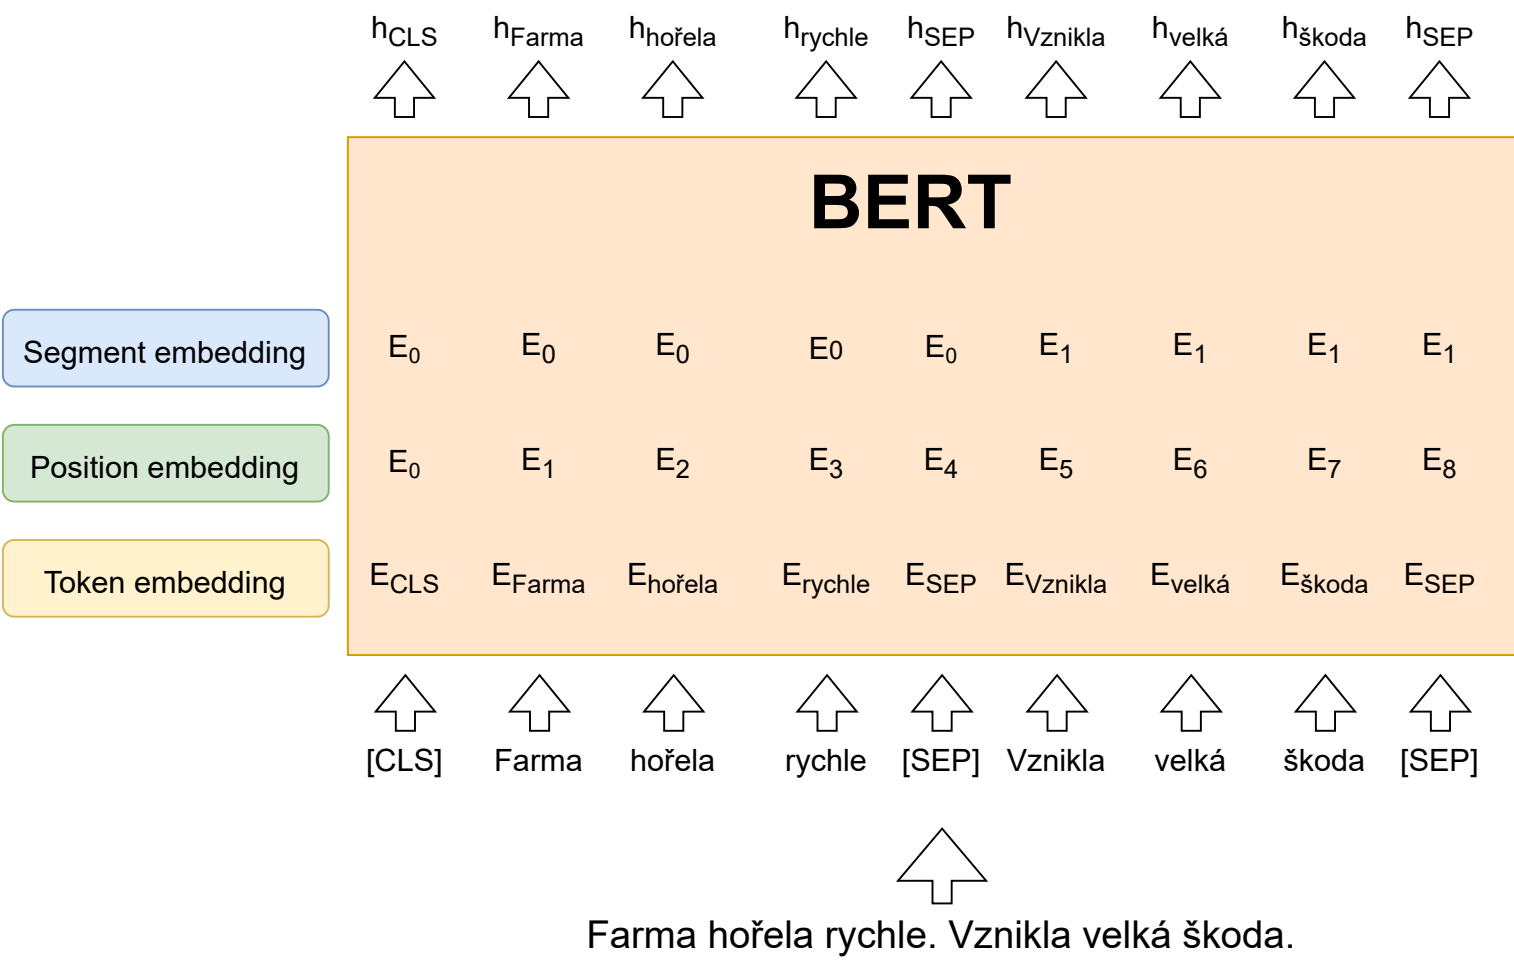 hCLS hFarma hhořela hrychle hSEP hVznikla hvelká hškoda hSEP
BERT
Segment embedding E0 E0 E0 E0 E0 E1 E1 E1 E1
Position embedding E0 E1 E2 E3 E4 E5 E6 E7 E8
Token embedding ECLS EFarma Ehořela Erychle ESEP EVznikla Evelká Eškoda ESEP
[CLS] Farma hořela rychle [SEP] Vznikla velká škoda [SEP]
Farma hořela rychle. Vznikla velká škoda.